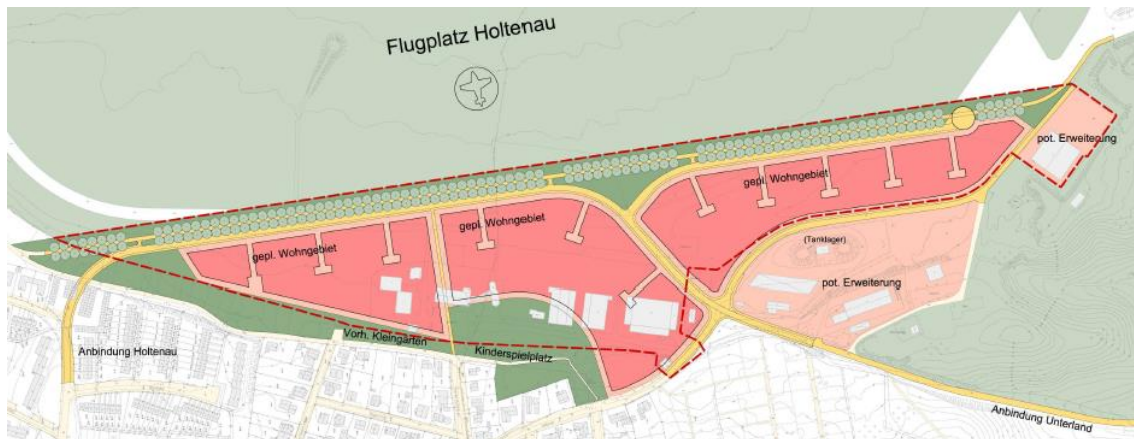 Flugplatz Holtenau
pot. Erweiterung
gepl. Wohngebiet
gepl. Wohngebiet
gepl. Wohngebiet
(Tanklager)
pot. Erweiterung
Vorh. Kleingärten
Anbindung Holtenau
Kinderspielplatz
Anbindung Unterland